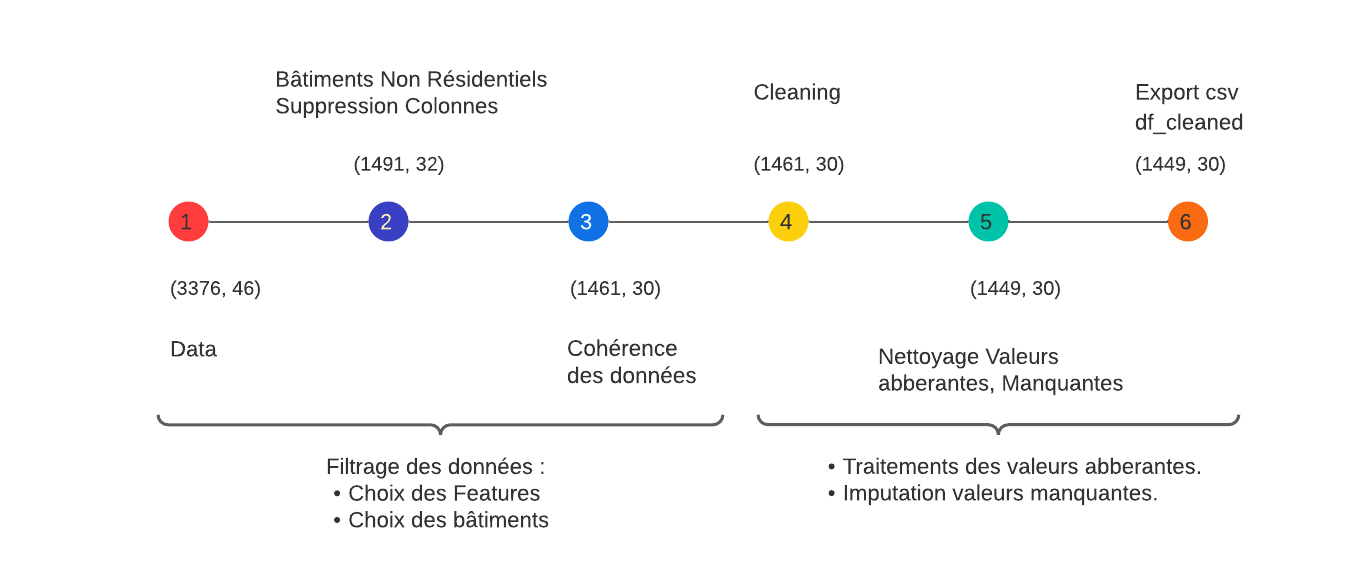 Bâtiments Non Résidentiels
Suppression Colonnes
Cleaning
Export csv
df_cleaned
(1491, 32)
(1461, 30)
(1449, 30)
1
2
3
4
5
6
(3376, 46)
(1461, 30)
(1449, 30)
Data
Cohérence
des données
Nettoyage Valeurs
abberantes, Manquantes
Filtrage des données :
• Choix des Features
• Choix des bâtiments
• Traitements des valeurs abberantes.
• Imputation valeurs manquantes.